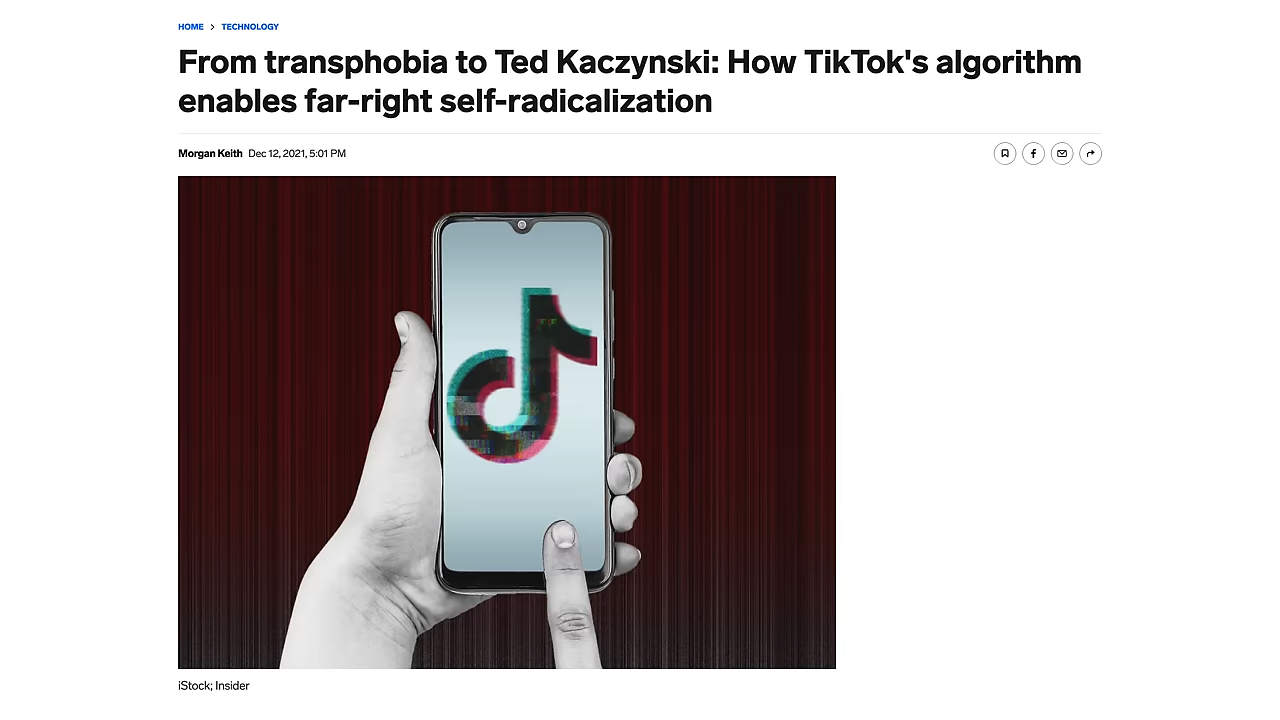 HOME > TECHNOLOGY
From transphobia to Ted Kaczynski: How TikTok's algorithm
enables far-right self-radicalization
Morgan Keith Dec 12, 2021, 5:01 PM
iStock; Insider